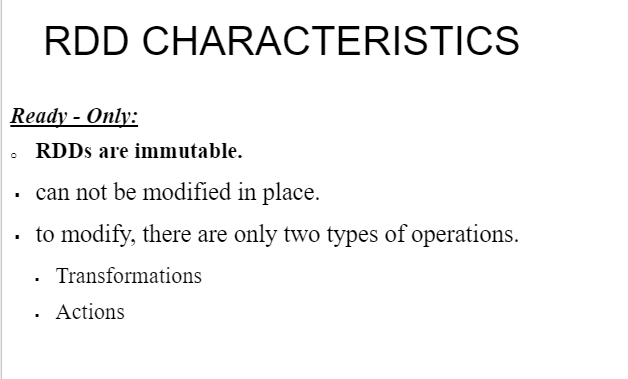 RDD CHARACTERISTICS
Ready - Only:
RDDs are immutable.
can not be modified in place.
to modify, there are only two types of operations.
Transformations
Actions